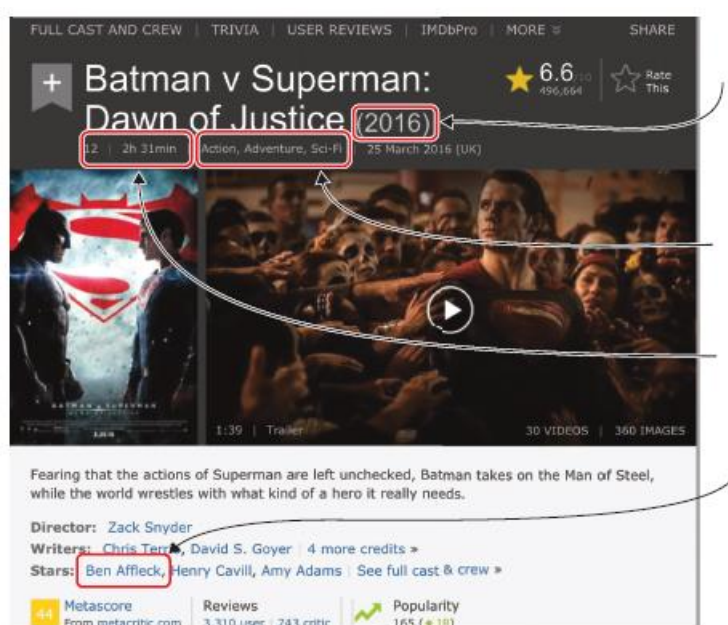 FULL CAST AND CREW | TRIVIA | USER REVIEWS | IMDbPro | MORE | SHARE
+ Batman v Superman:
Dawn of Justice (2016)
6.6/10
496,664
Rate
This
12 | 2h 31min | Action, Adventure, Sci-Fi | 25 March 2016 (UK)
BATMAN v SUPERMAN
1:39 | Trailer
30 VIDEOS | 360 IMAGES
Fearing that the actions of Superman are left unchecked, Batman takes on the Man of Steel,
while the world wrestles with what kind of a hero it really needs.
Director: Zack Snyder
Writers: Chris Terrio, David S. Goyer | 4 more credits »
Stars: Ben Affleck, Henry Cavill, Amy Adams | See full cast & crew »
44 Metascore
From metacritic.com
Reviews
3,310 user | 743 critic
Popularity
165